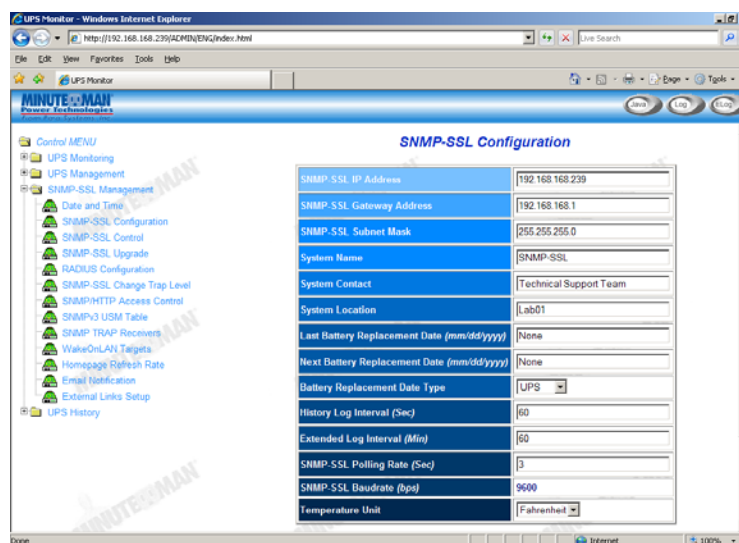 UPS Monitor - Windows Internet Explorer
http://192.168.168.239/ADMIN/ENG/index.html
Live Search
File Edit View Favorites Tools Help
UPS Monitor
Page Tools
MINUTEMAN
Power Technologies
Java Log ELog
Control MENU
UPS Monitoring
UPS Management
SNMP-SSL Management
Date and Time
SNMP-SSL Configuration
SNMP-SSL Control
SNMP-SSL Upgrade
RADIUS Configuration
SNMP-SSL Change Trap Level
SNMP/HTTP Access Control
SNMPv3 USM Table
SNMP TRAP Receivers
WakeOnLAN Targets
Homepage Refresh Rate
Email Notification
External Links Setup
UPS History
SNMP-SSL Configuration
SNMP-SSL IP Address 192.168.168.239
SNMP-SSL Gateway Address 192.168.168.1
SNMP-SSL Subnet Mask 255.255.255.0
System Name SNMP-SSL
System Contact Technical Support Team
System Location Lab01
Last Battery Replacement Date (mm/dd/yyyy) None
Next Battery Replacement Date (mm/dd/yyyy) None
Battery Replacement Date Type UPS
History Log Interval (Sec) 60
Extended Log Interval (Min) 60
SNMP-SSL Polling Rate (Sec) 3
SNMP-SSL Baudrate (bps) 9600
Temperature Unit Fahrenheit
MINUTEMAN
MINUTEMAN
MINUTEMAN
Done Internet 100%